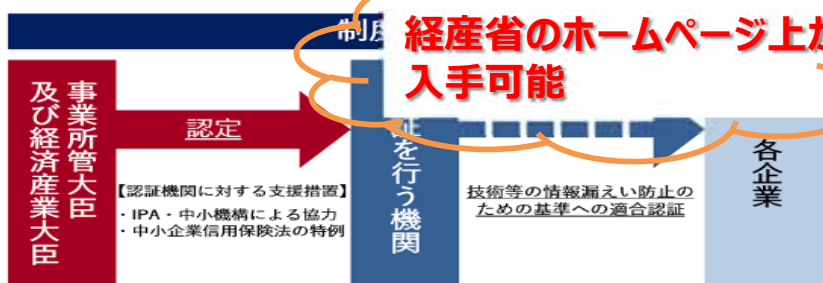 制度
経産省のホームページ上か
入手可能
事業所管大臣
及び経済産業大臣
認定
【認証機関に対する支援措置】
・IPA・中小機構による協力
・中小企業信用保険法の特例
証を行う機関
技術等の情報漏えい防止の
ための基準への適合認証
各企業